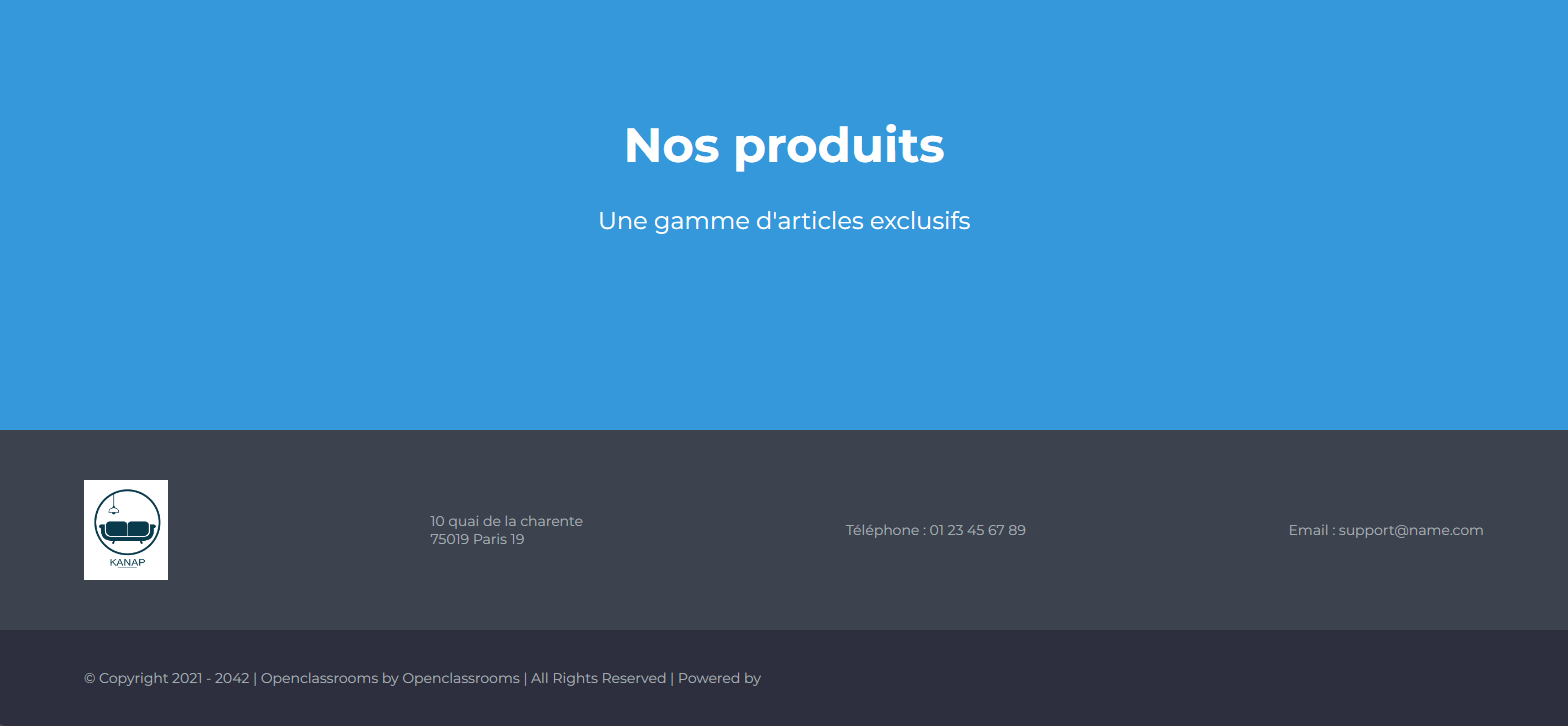 Nos produits
Une gamme d'articles exclusifs
KANAP
10 quai de la charente
75019 Paris 19
Téléphone : 01 23 45 67 89
Email : support@name.com
© Copyright 2021 - 2042 | Openclassrooms by Openclassrooms | All Rights Reserved | Powered by